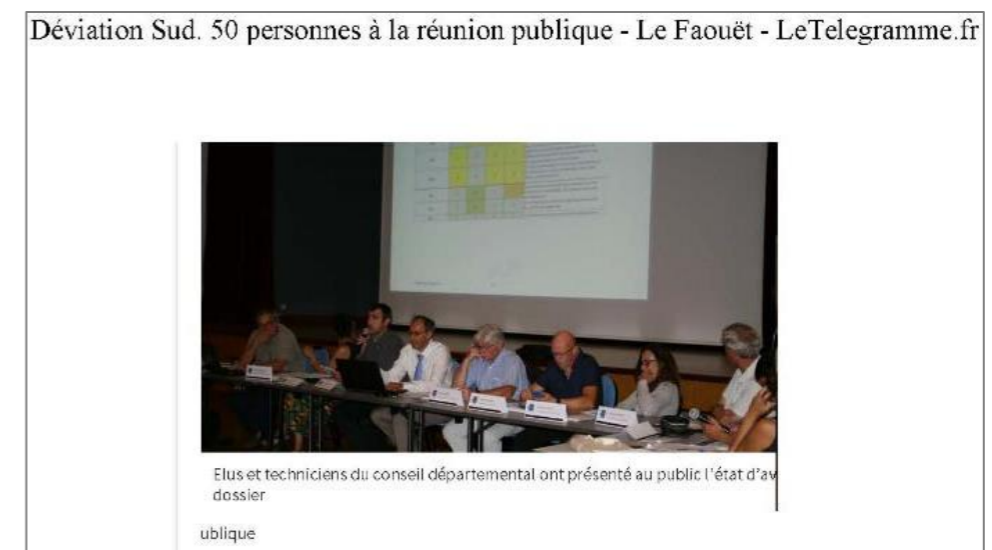 Déviation Sud. 50 personnes à la réunion publique - Le Faouët - LeTelegramme.fr
Elus et techniciens du conseil départemental ont présenté au public l'état d'av
dossier
ublique